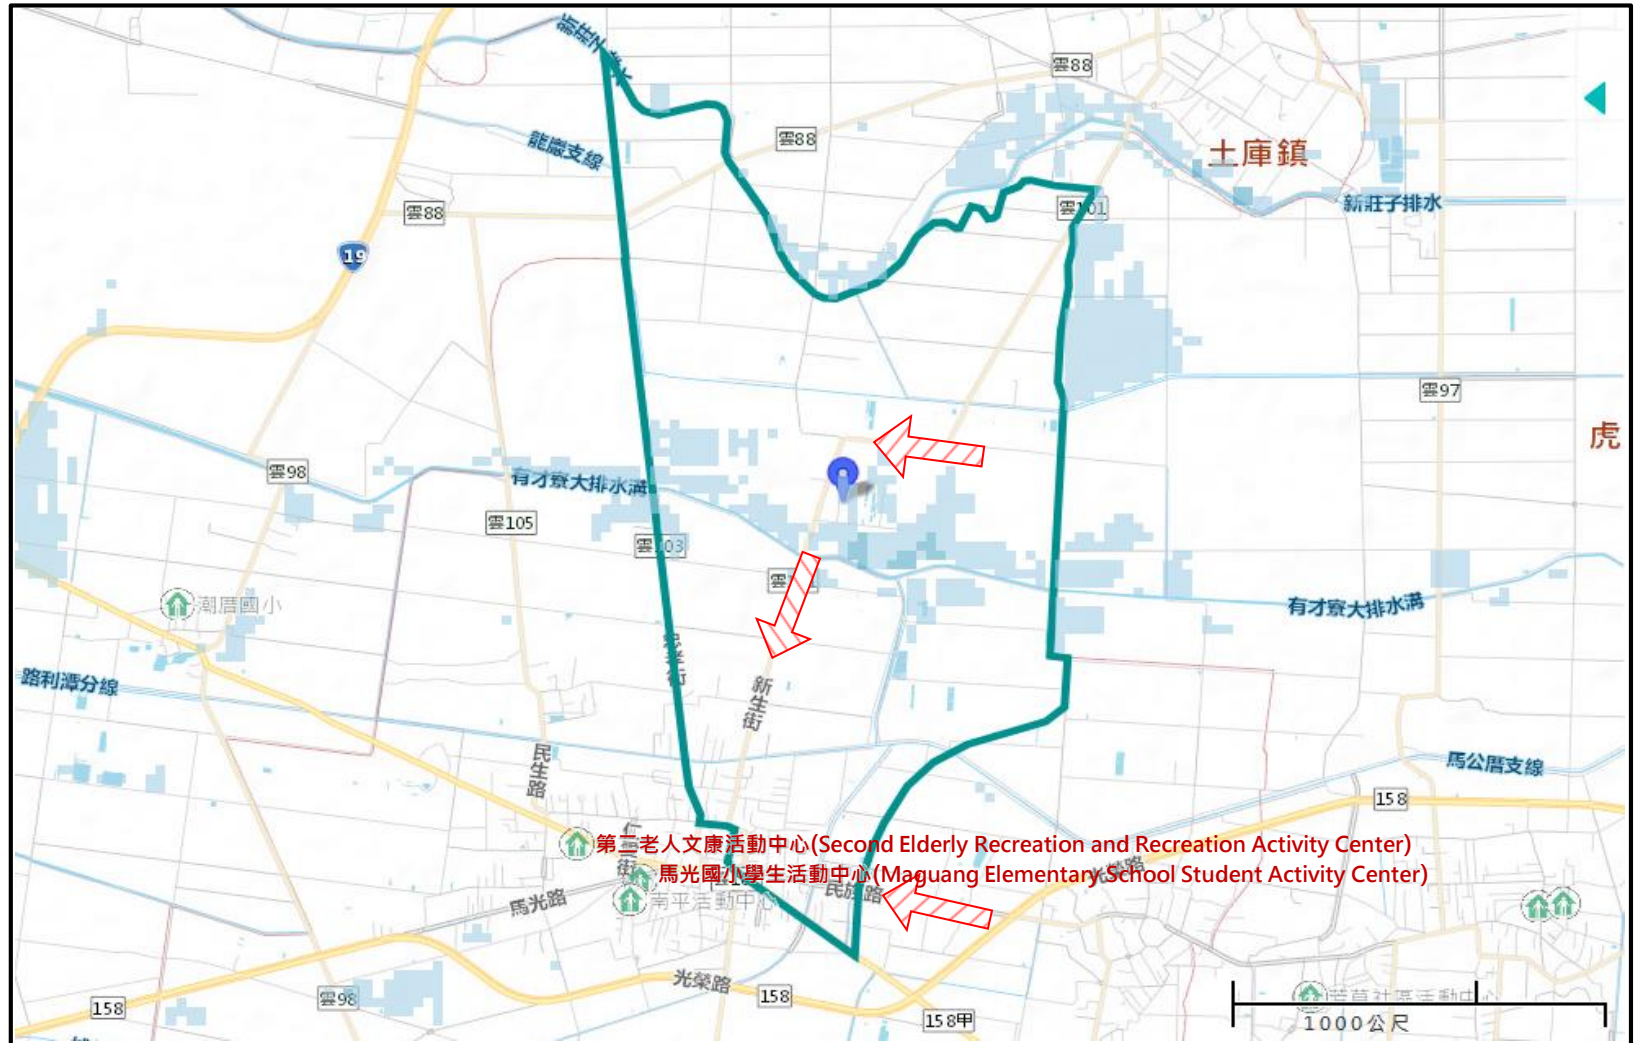 雲88
土庫鎮
雲88
龍巖支線
雲88
雲101
新莊子排水
19
雲97
虎
雲98
有才寮大排水溝
雲105
雲103
潮厝國小
有才寮大排水溝
路利潭分線
新生街
民生路
馬公厝支線
158
第二老人文康活動中心(Second Elderly Recreation and Recreation Activity Center)
馬光國小學生活動中心(Maguang Elementary School Student Activity Center)
光榮路
民族路
馬光路
南平活動中心
光榮路
158
雲98
158
158甲
1000公尺